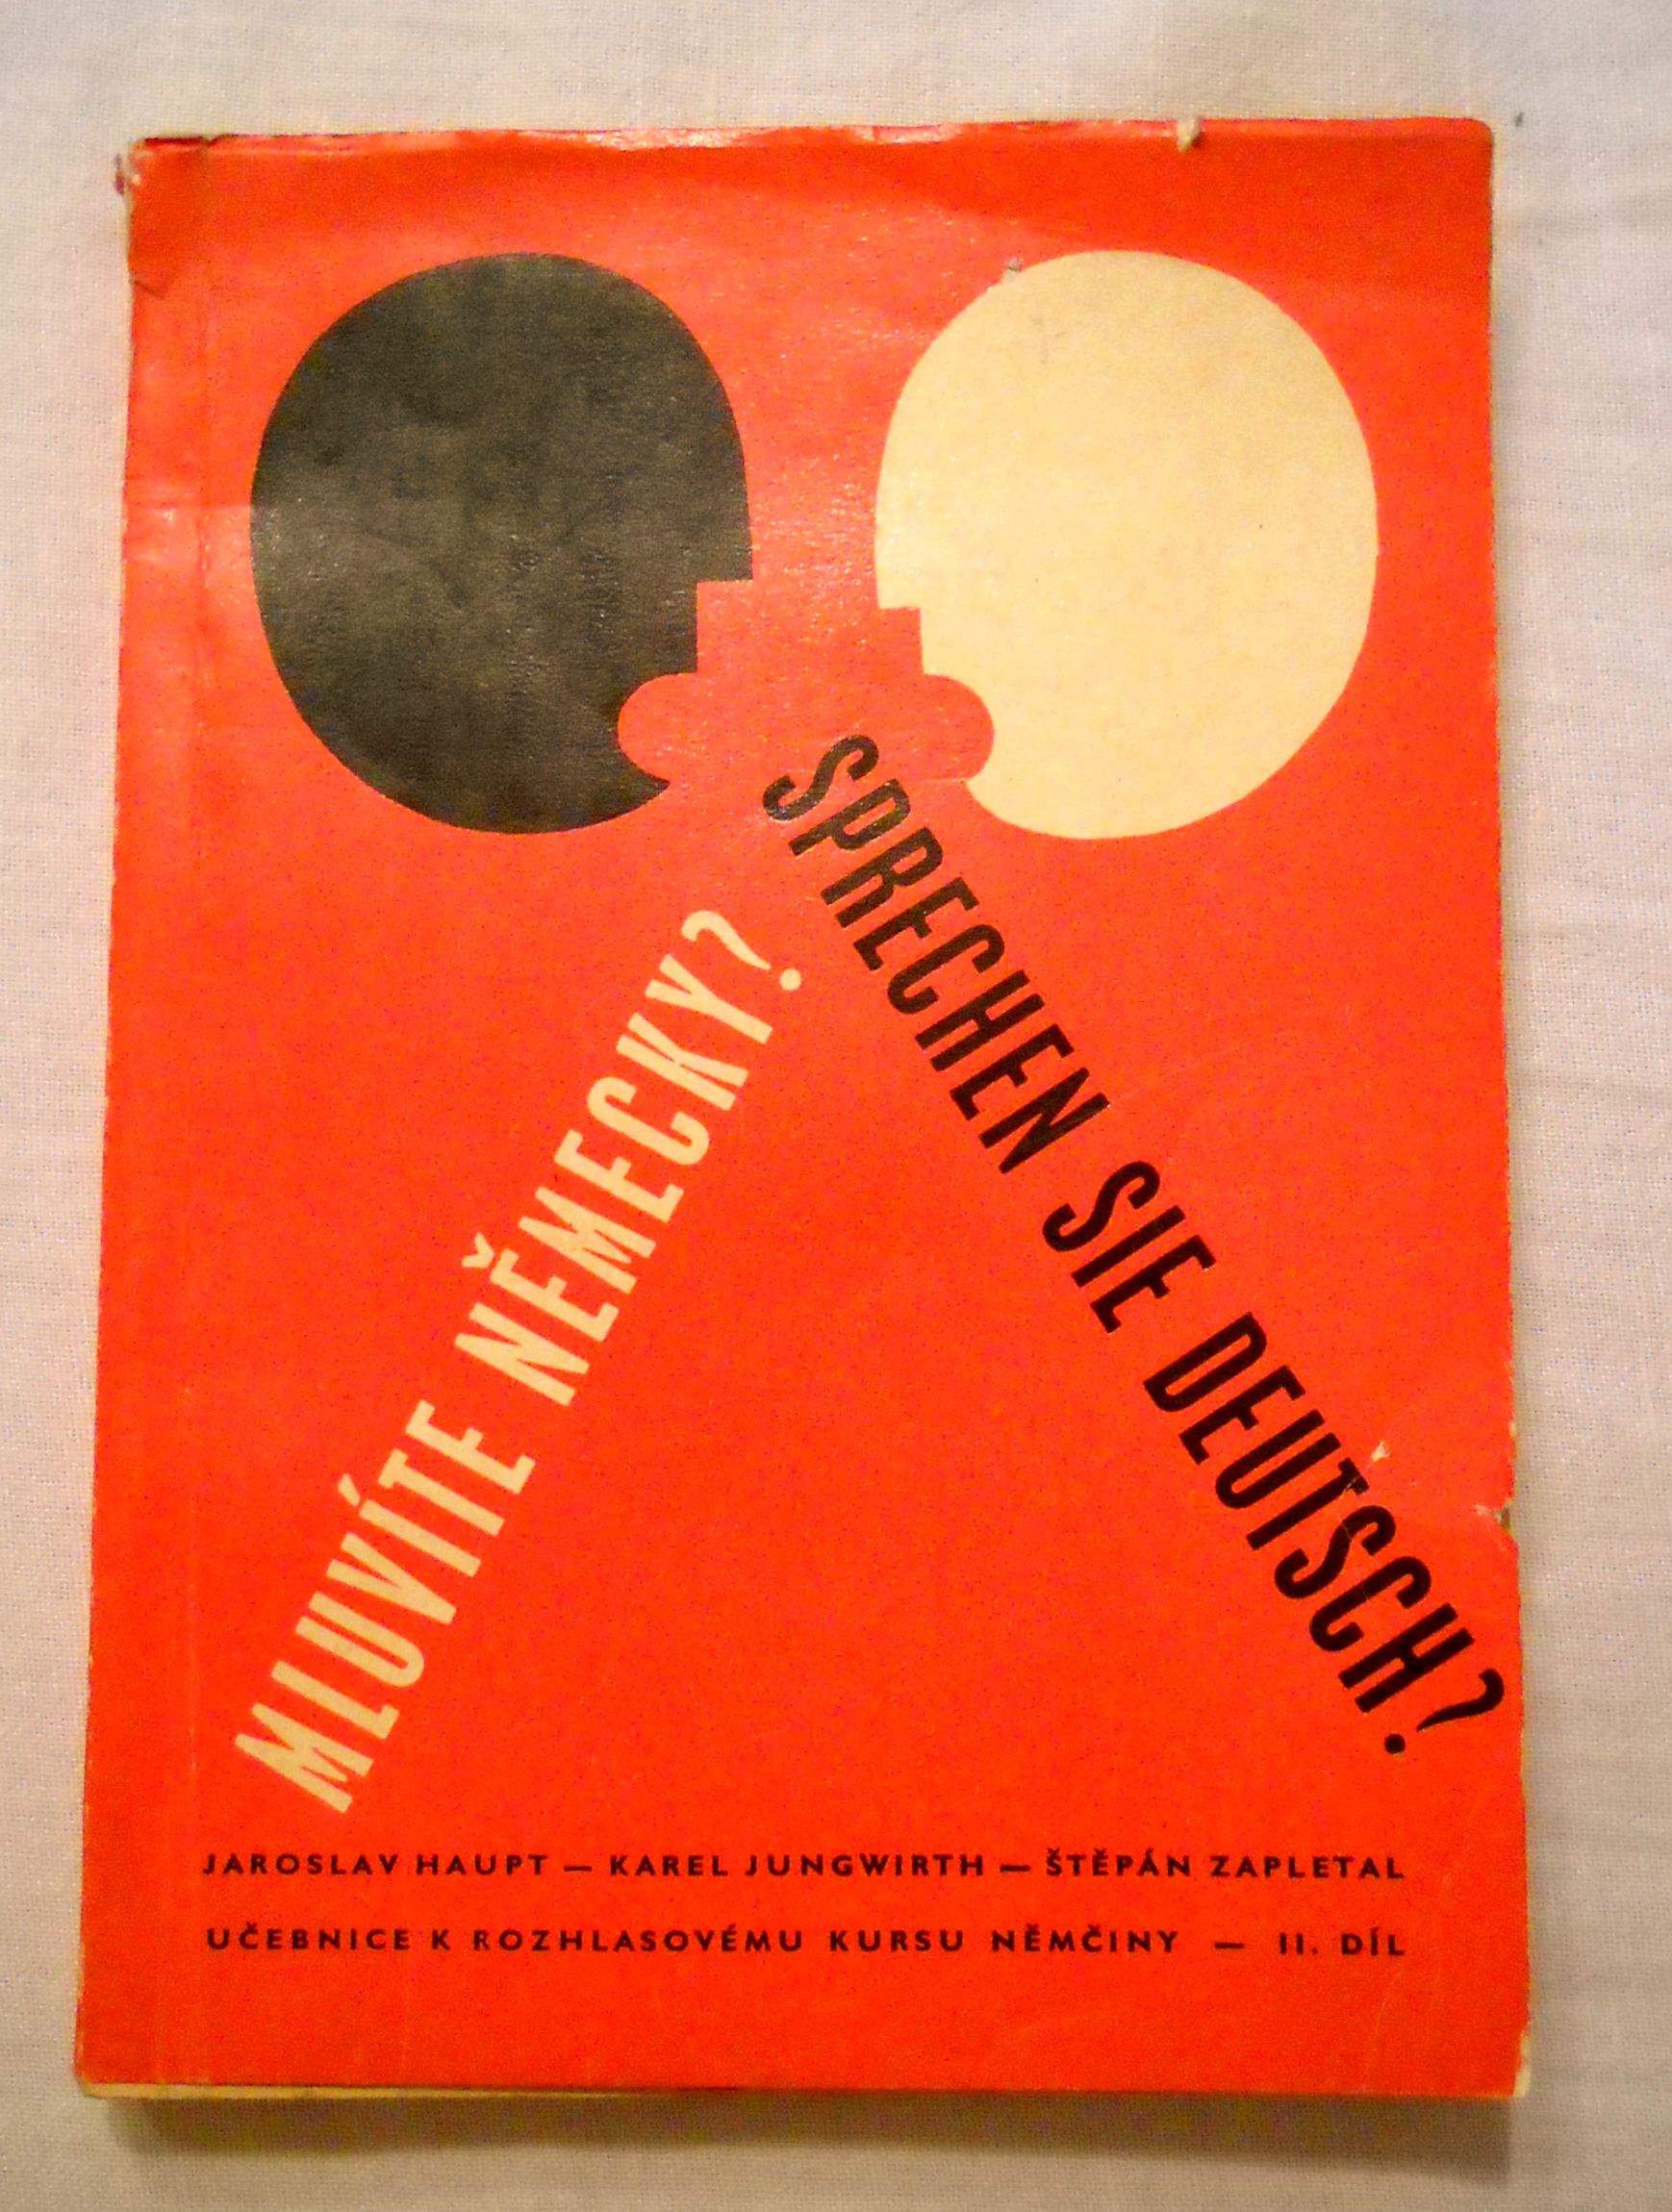 MLUVÍTE NĚMECKY?
SPRECHEN SIE DEUTSCH?
JAROSLAV HAUPT — KAREL JUNGWIRTH — ŠTĚPÁN ZAPLETAL
UČEBNICE K ROZHLASOVÉMU KURSU NĚMČINY — II. DÍL